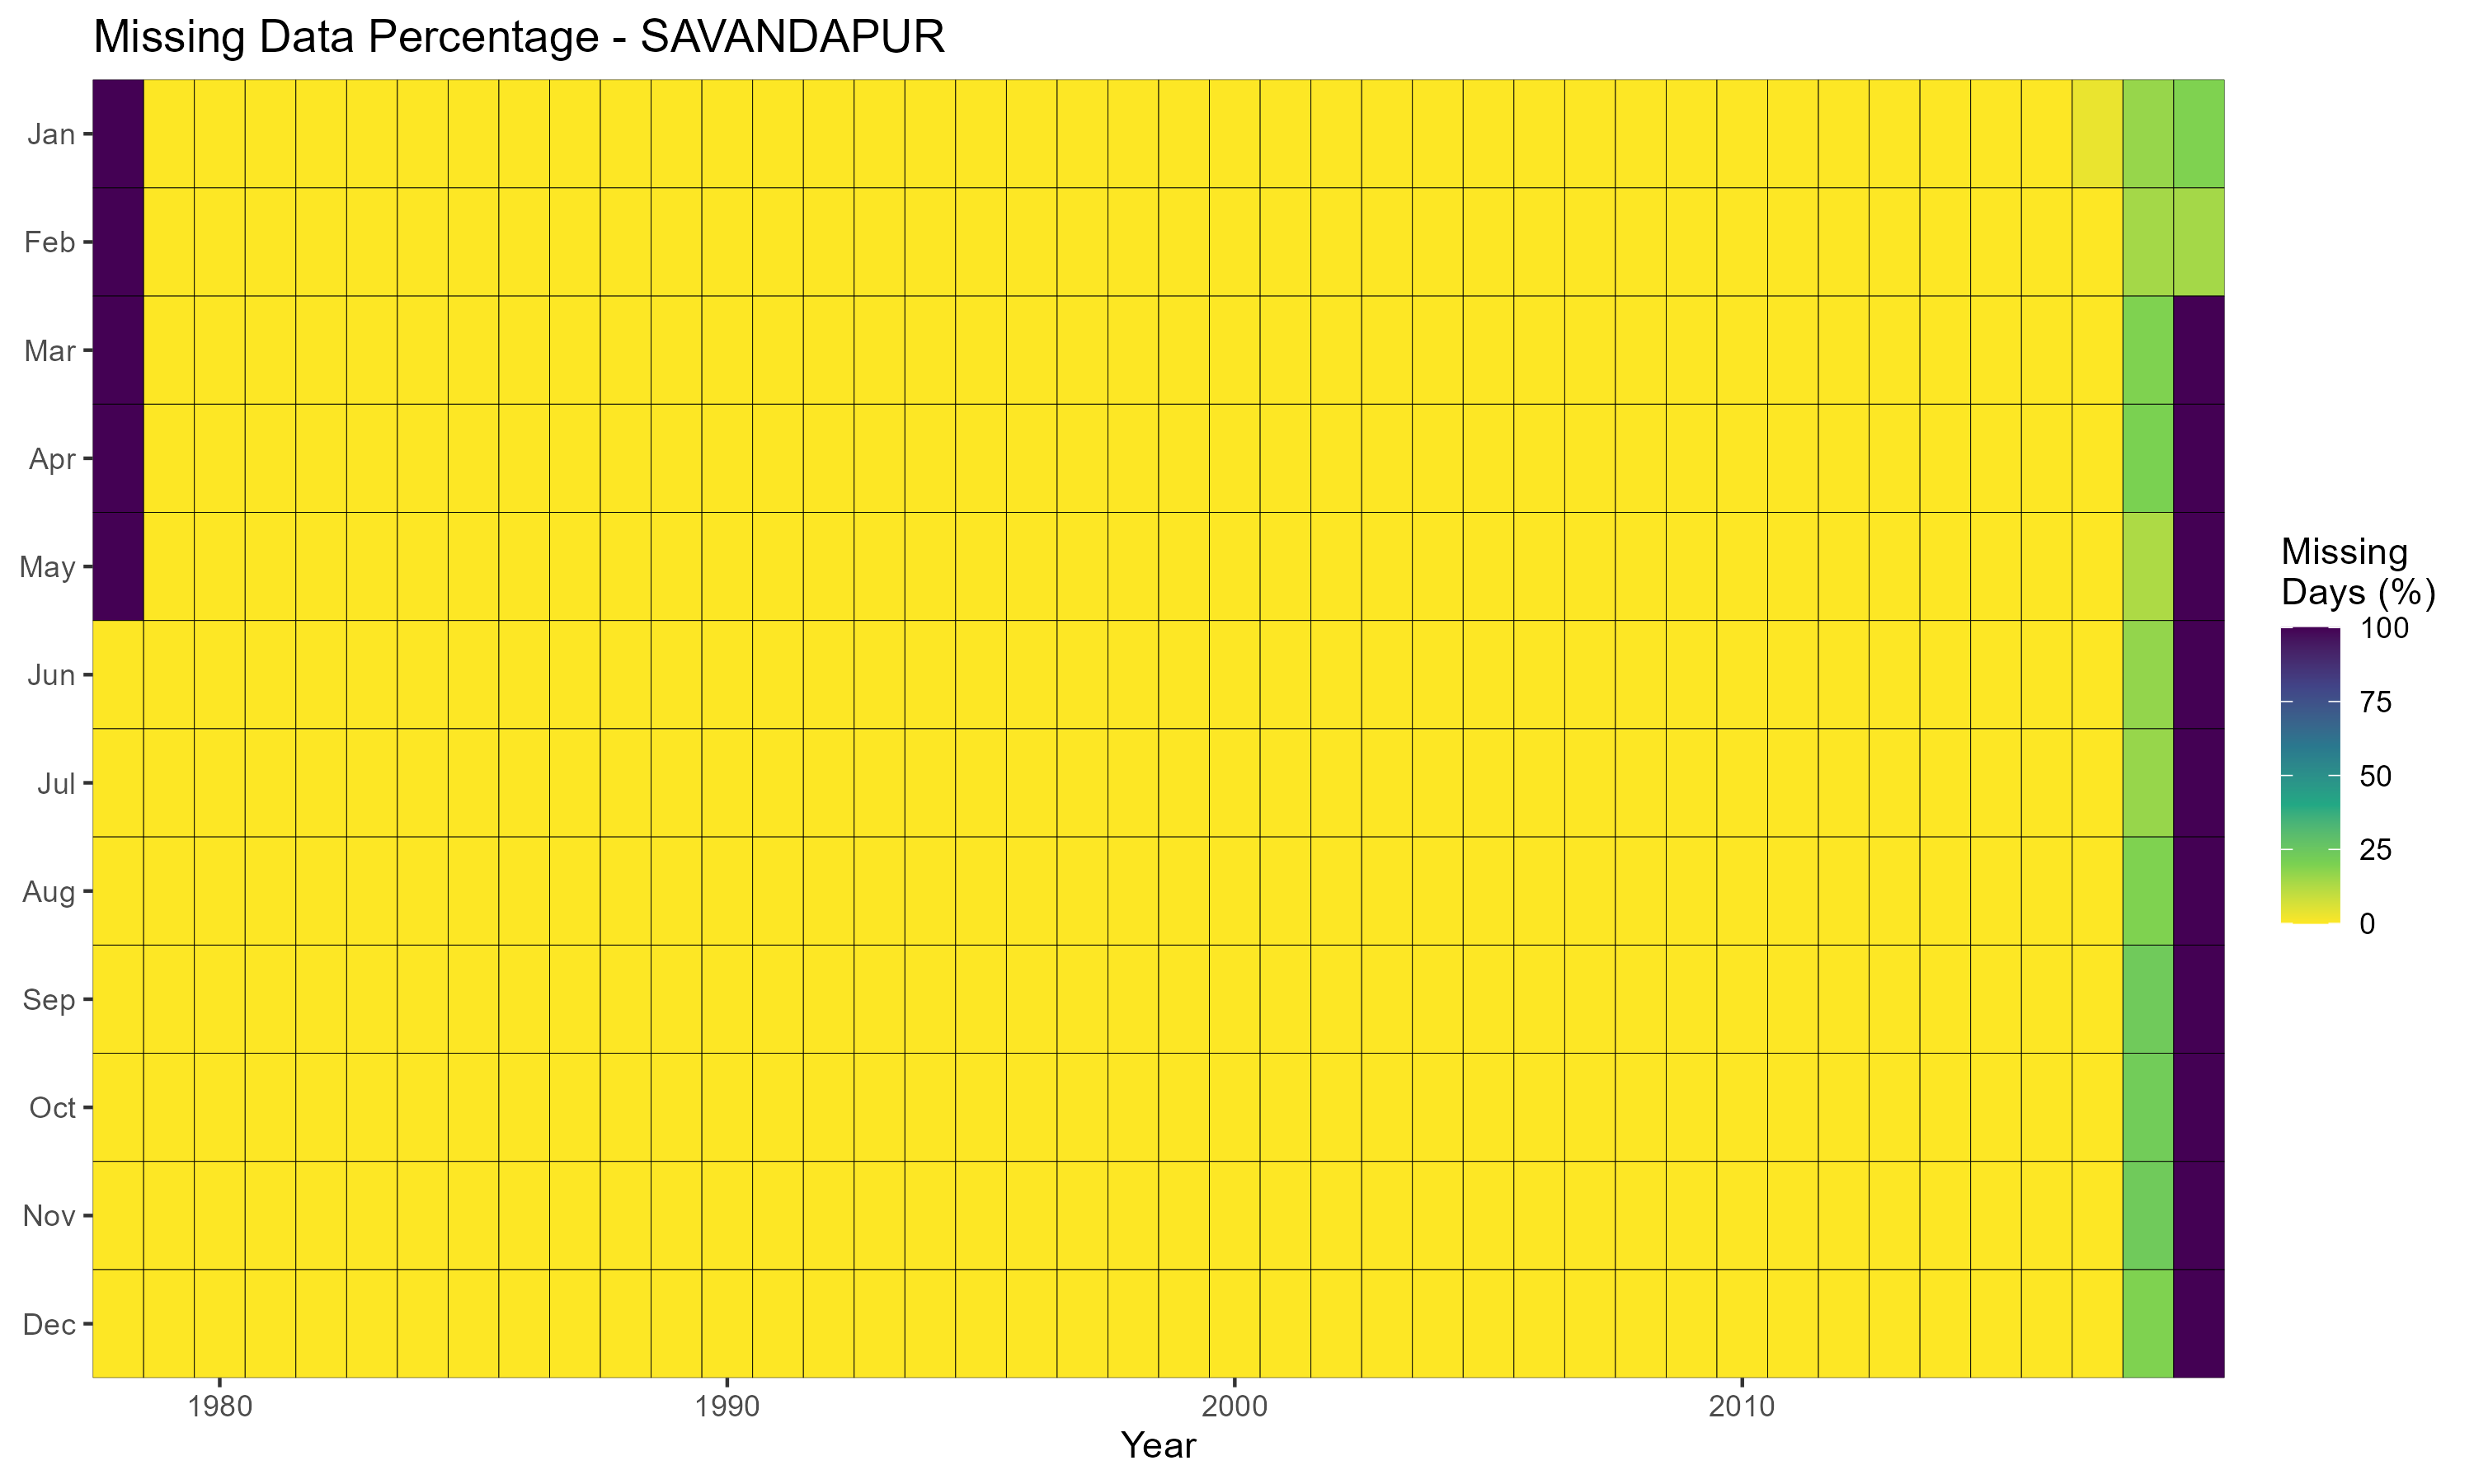 Missing Data Percentage - SAVANDAPUR
Jan
Feb
Mar
Apr
May
Jun
Jul
Aug
Sep
Oct
Nov
Dec
1980
1990
2000
2010
Year
Missing
Days (%)
100
75
50
25
0